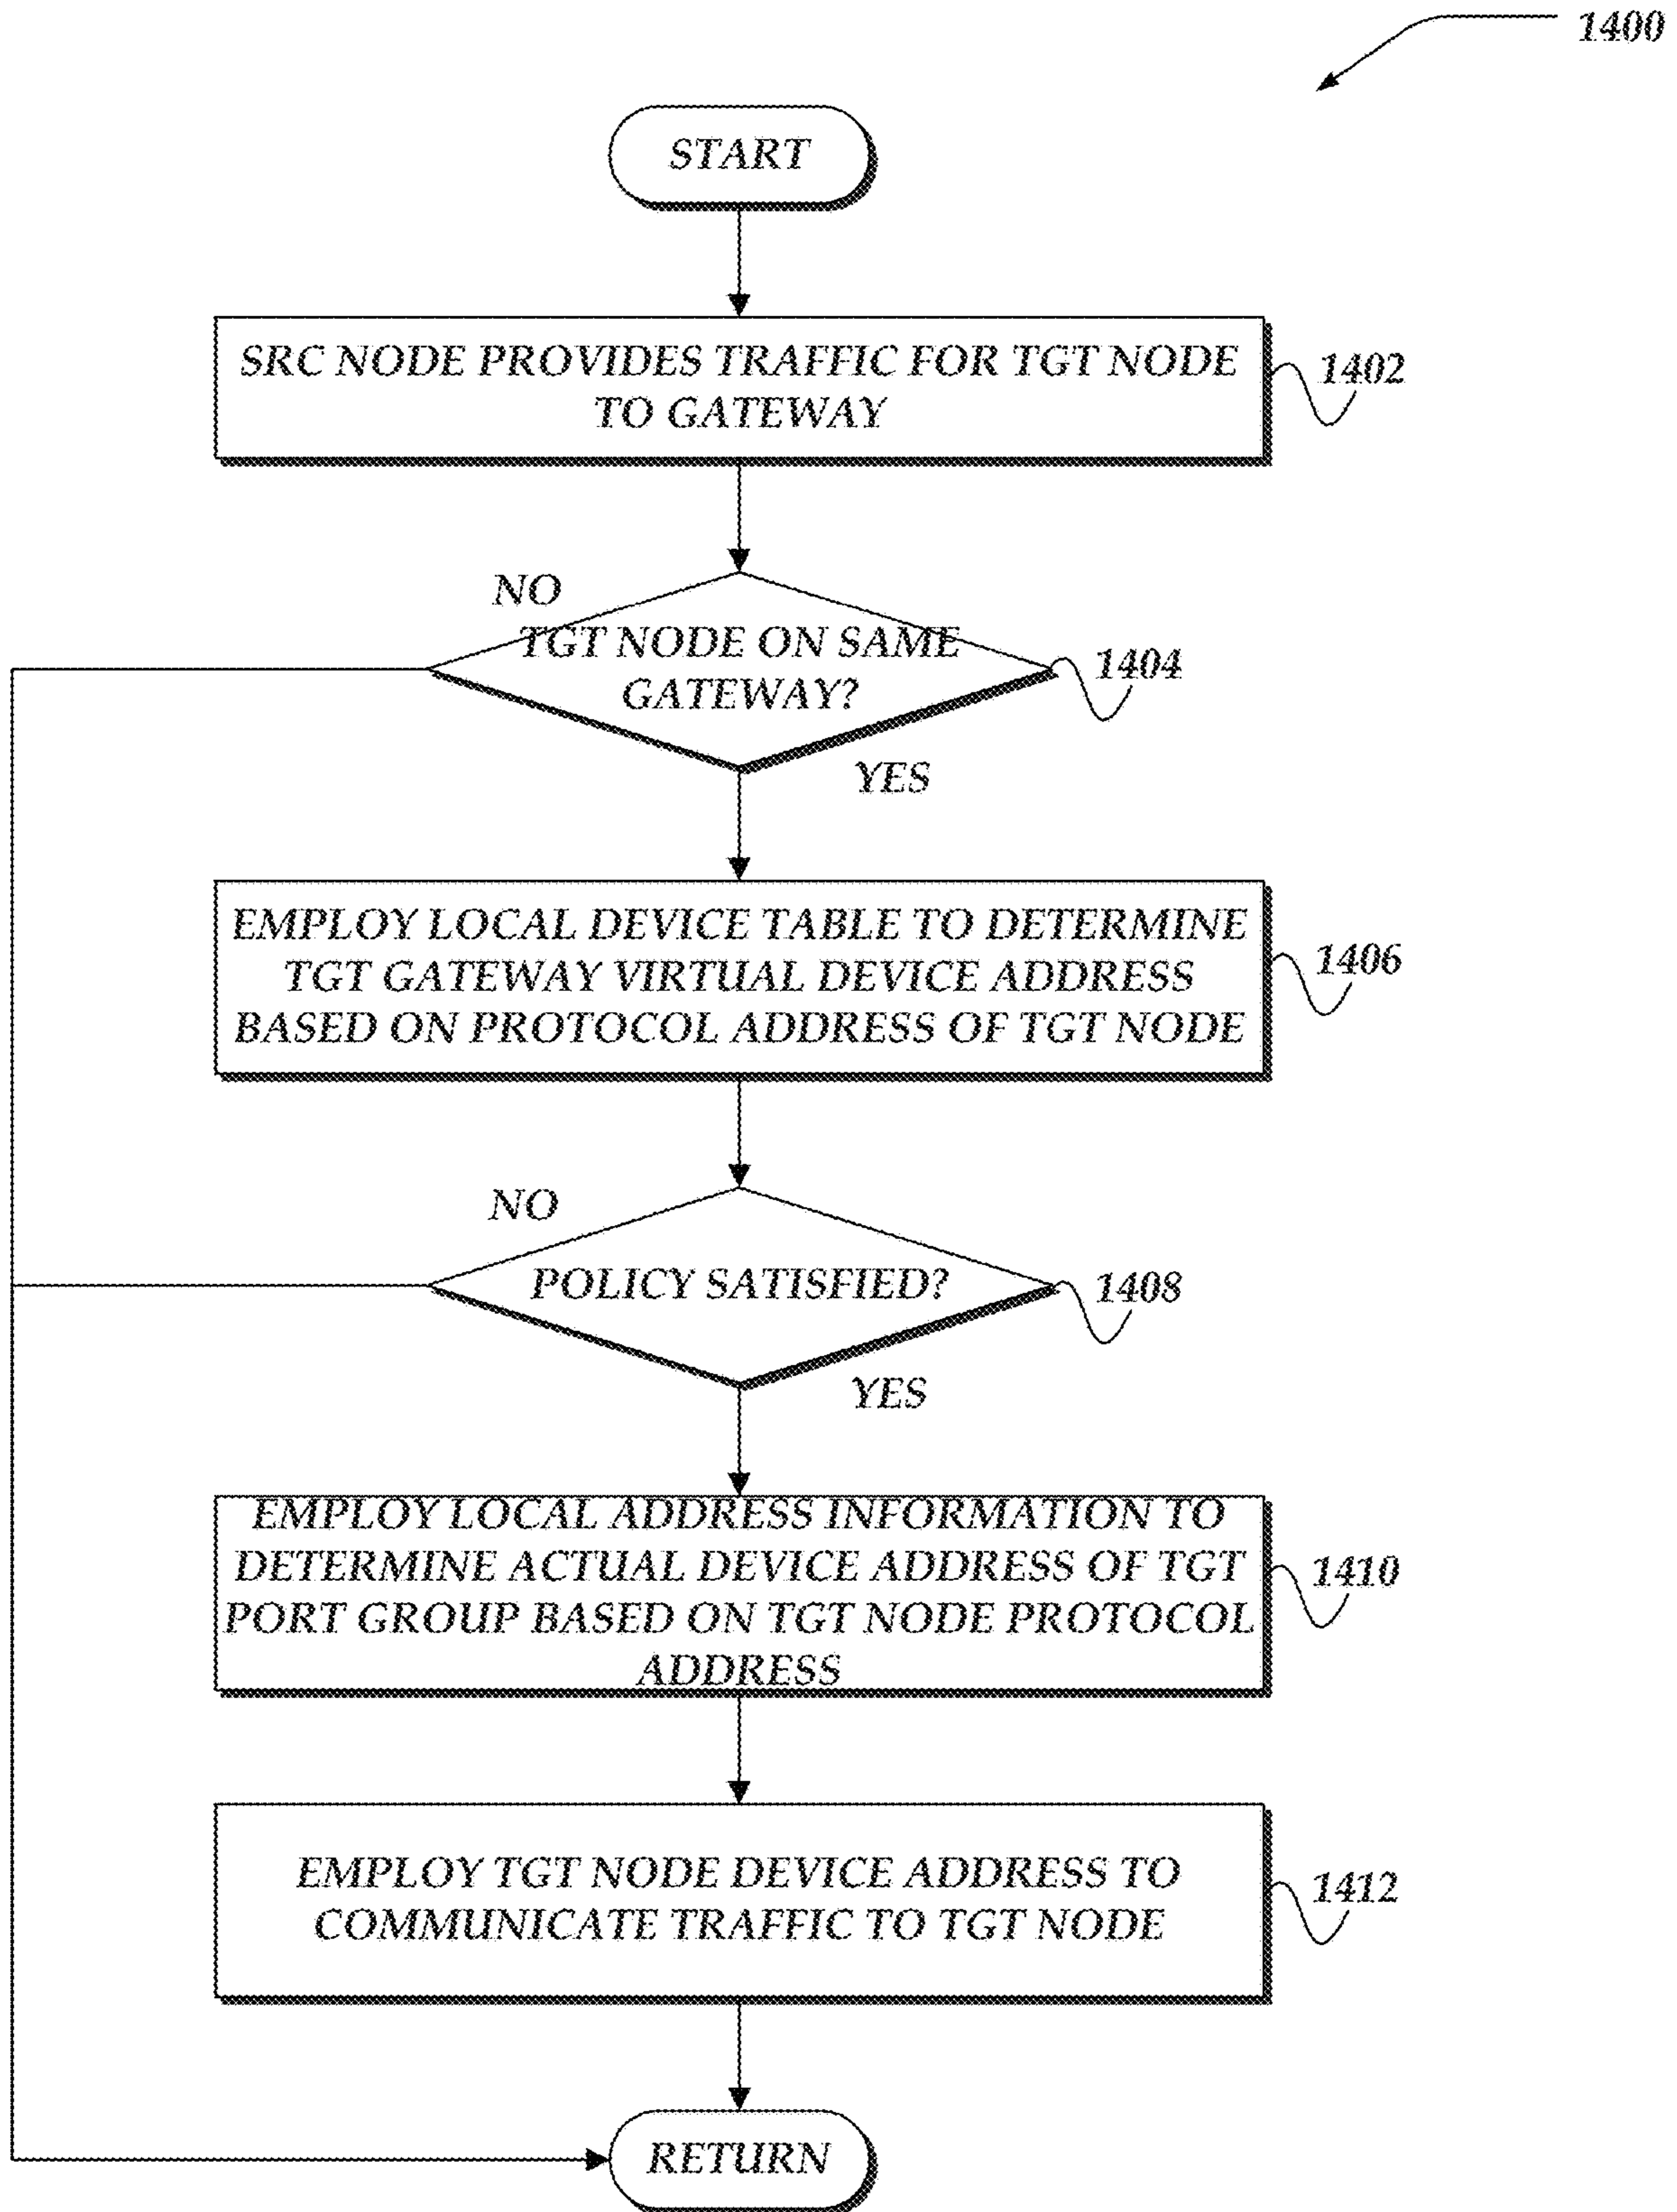 1400
START
SRC NODE PROVIDES TRAFFIC FOR TGT NODE
TO GATEWAY
1402
NO
TGT NODE ON SAME
GATEWAY?
1404
YES
EMPLOY LOCAL DEVICE TABLE TO DETERMINE
TGT GATEWAY VIRTUAL DEVICE ADDRESS
BASED ON PROTOCOL ADDRESS OF TGT NODE
1406
NO
POLICY SATISFIED?
1408
YES
EMPLOY LOCAL ADDRESS INFORMATION TO
DETERMINE ACTUAL DEVICE ADDRESS OF TGT
PORT GROUP BASED ON TGT NODE PROTOCOL
ADDRESS
1410
EMPLOY TGT NODE DEVICE ADDRESS TO
COMMUNICATE TRAFFIC TO TGT NODE
1412
RETURN